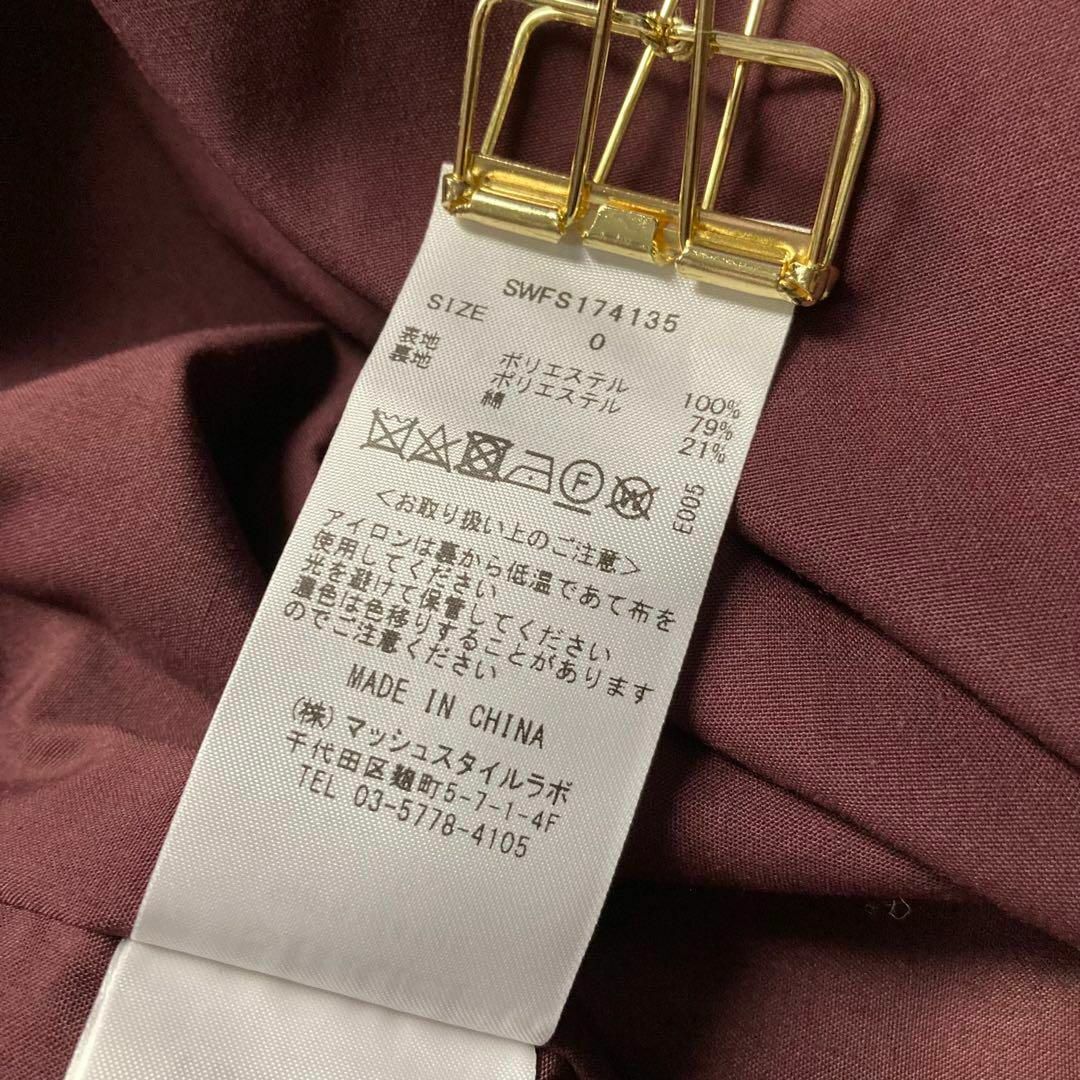 SWFS174135
SIZE 0
表地 ポリエステル 100%
裏地 ポリエステル 79%
綿 21%
F
W
E005
＜お取り扱い上のご注意＞
アイロンは裏から低温であて布を
使用してください
光を避けて保管してください
濃色は色移りすることがあります
のでご注意ください
MADE IN CHINA
(株)マッシュスタイルラボ
千代田区麹町5-7-1-4F
TEL 03-5778-4105